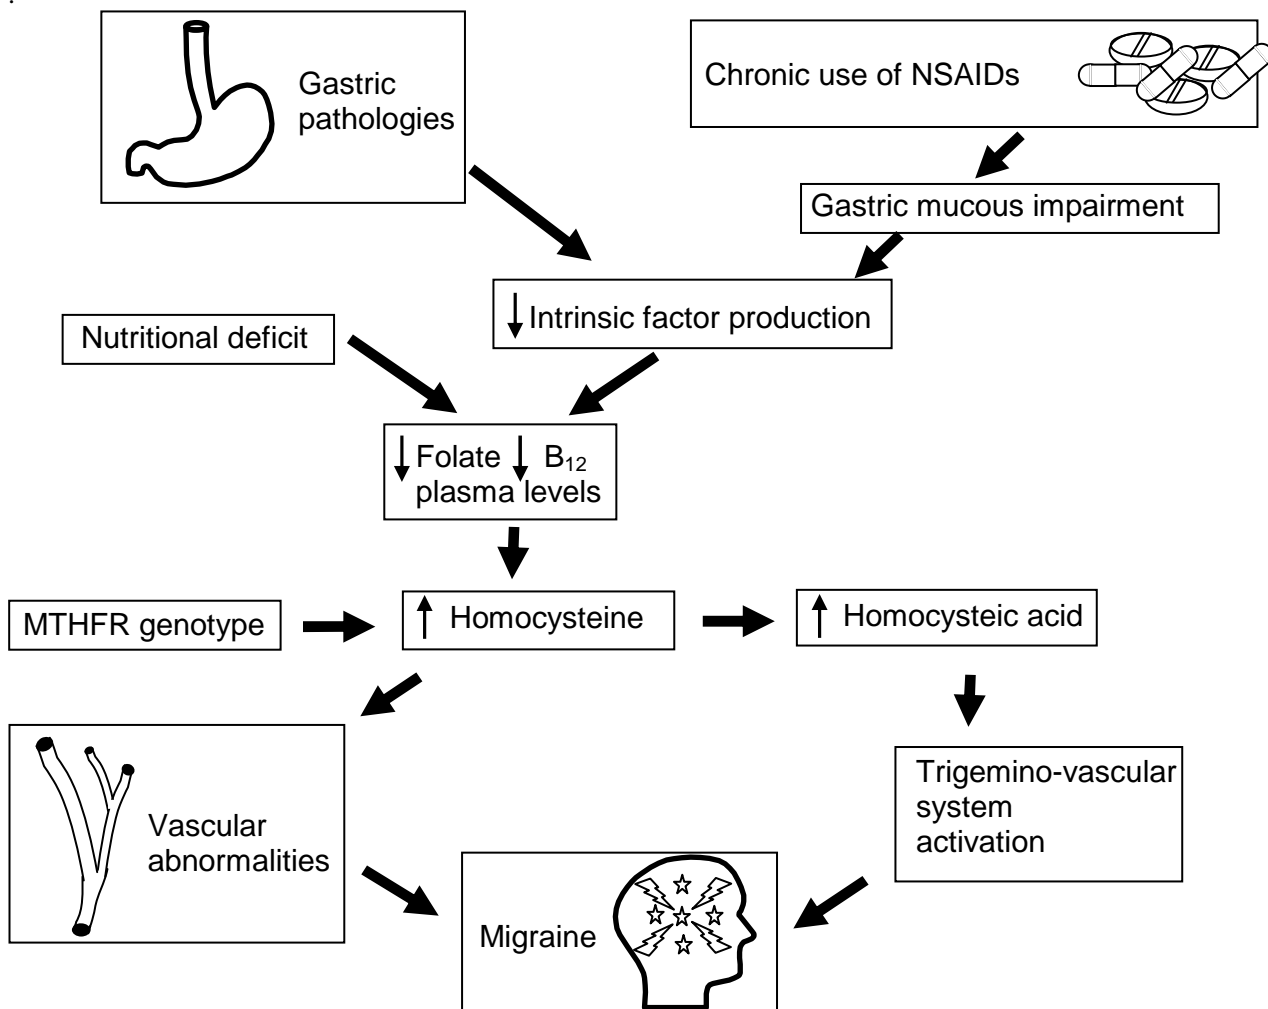 Gastric
pathologies
Chronic use of NSAIDs
Gastric mucous impairment
↓ Intrinsic factor production
Nutritional deficit
↓ Folate ↓ B₁₂
plasma levels
MTHFR genotype
↑ Homocysteine
↑ Homocysteic acid
Vascular
abnormalities
Trigemino-vascular
system
activation
Migraine